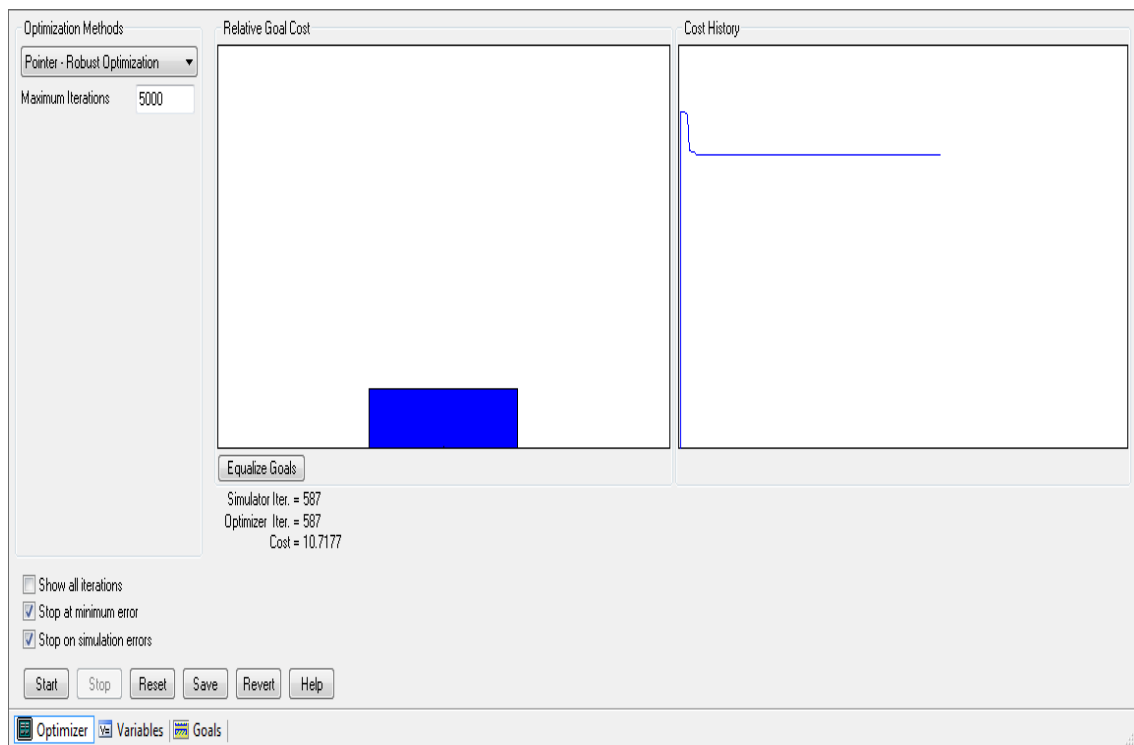 Optimization Methods
Pointer - Robust Optimization
Maximum Iterations 5000
Relative Goal Cost
Cost History
Equalize Goals
Simulator Iter. = 587
Optimizer Iter. = 587
Cost = 10.7177
Show all iterations
Stop at minimum error
Stop on simulation errors
Start Stop Reset Save Revert Help
Optimizer Variables Goals